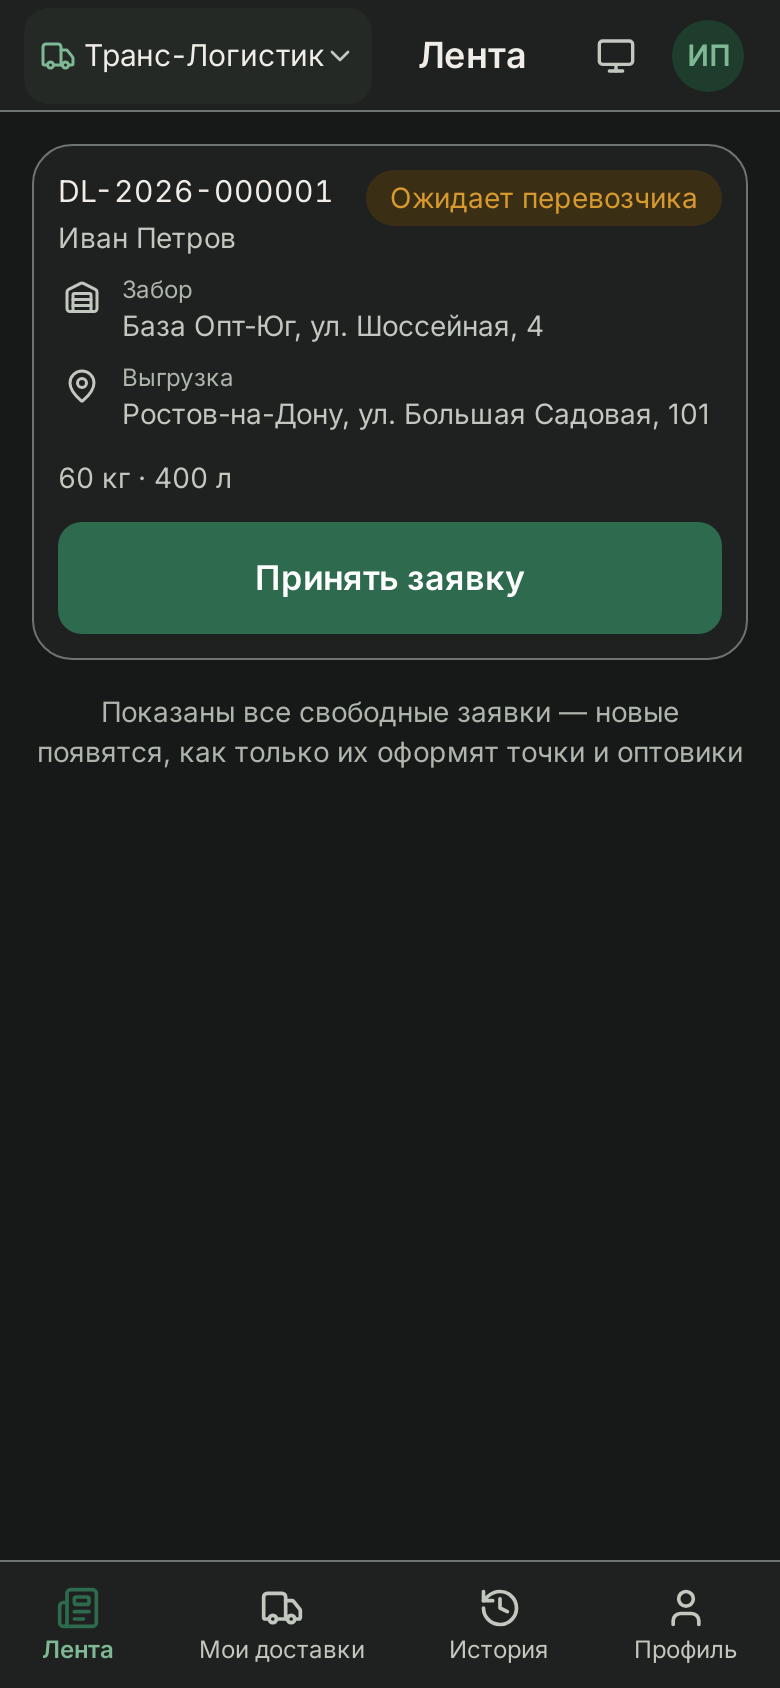 Транс-Логистик
Лента
ИП
DL-2026-000001
Ожидает перевозчика
Иван Петров
Забор
База Опт-Юг, ул. Шоссейная, 4
Выгрузка
Ростов-на-Дону, ул. Большая Садовая, 101
60 кг · 400 л
Принять заявку
Показаны все свободные заявки — новые
появятся, как только их оформят точки и оптовики
Лента
Мои доставки
История
Профиль